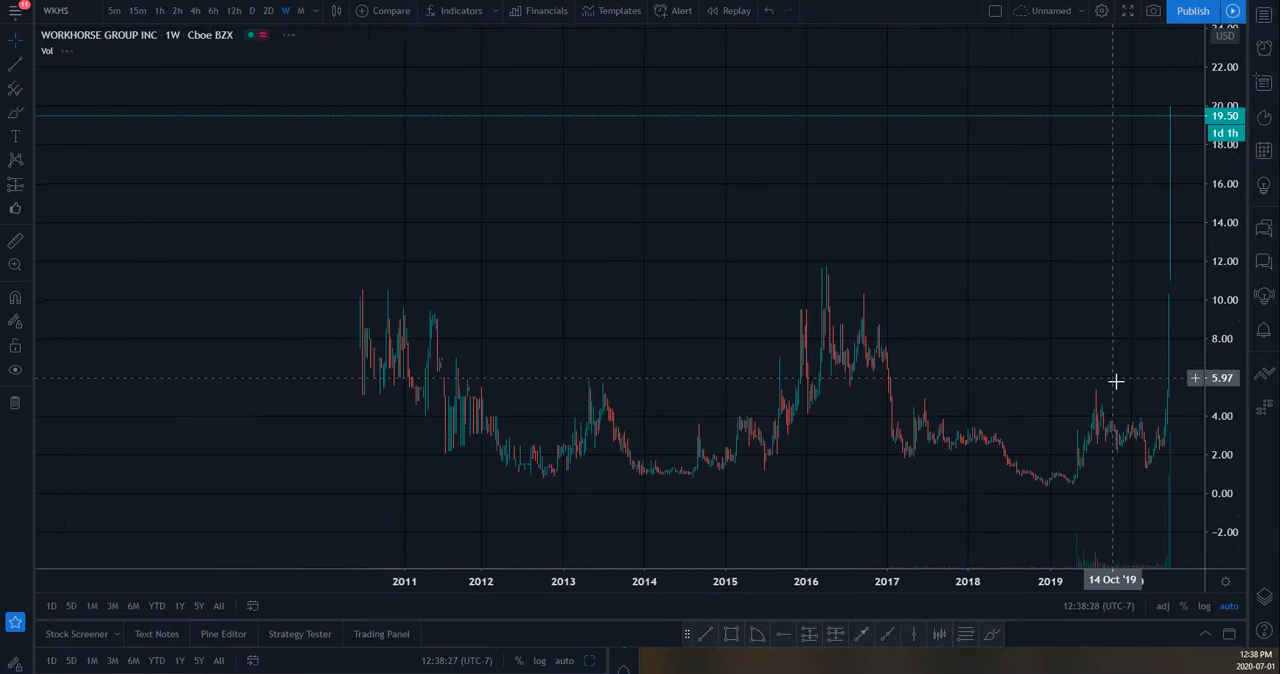 11
WKHS 5m 15m 1h 2h 4h 6h 12h D 2D W M Compare Indicators Financials Templates Alert Replay Unnamed Publish
WORKHORSE GROUP INC · 1W · Cboe BZX
Vol
24.00
USD
22.00
20.00
19.50
1d 1h
18.00
16.00
14.00
12.00
10.00
8.00
5.97
4.00
2.00
0.00
−2.00
2011 2012 2013 2014 2015 2016 2017 2018 2019 14 Oct '19
1D 5D 1M 3M 6M YTD 1Y 5Y All 12:38:28 (UTC-7) adj % log auto
Stock Screener Text Notes Pine Editor Strategy Tester Trading Panel
1D 5D 1M 3M 6M YTD 1Y 5Y All 12:38:27 (UTC-7) % log auto
12:38 PM
2020-07-01